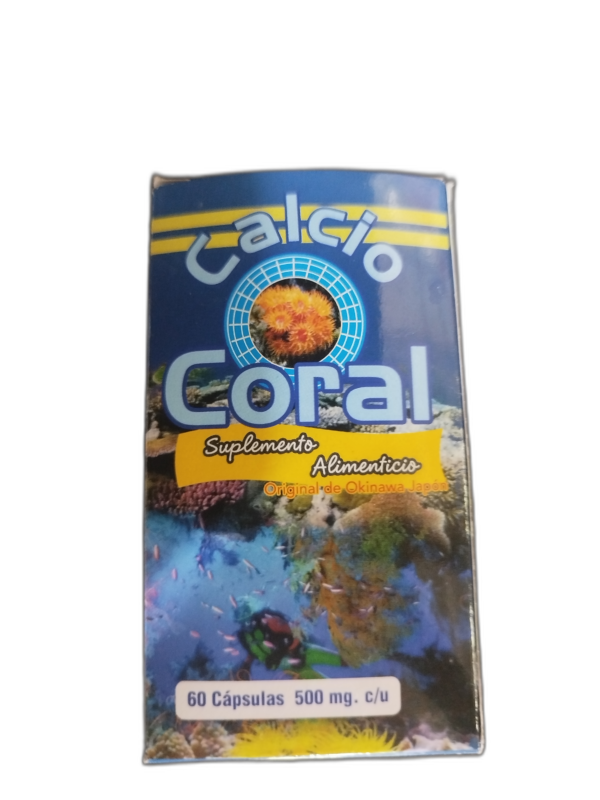 Calcio
Coral
Suplemento
Alimenticio
Original de Okinawa Japón
60 Cápsulas 500 mg. c/u